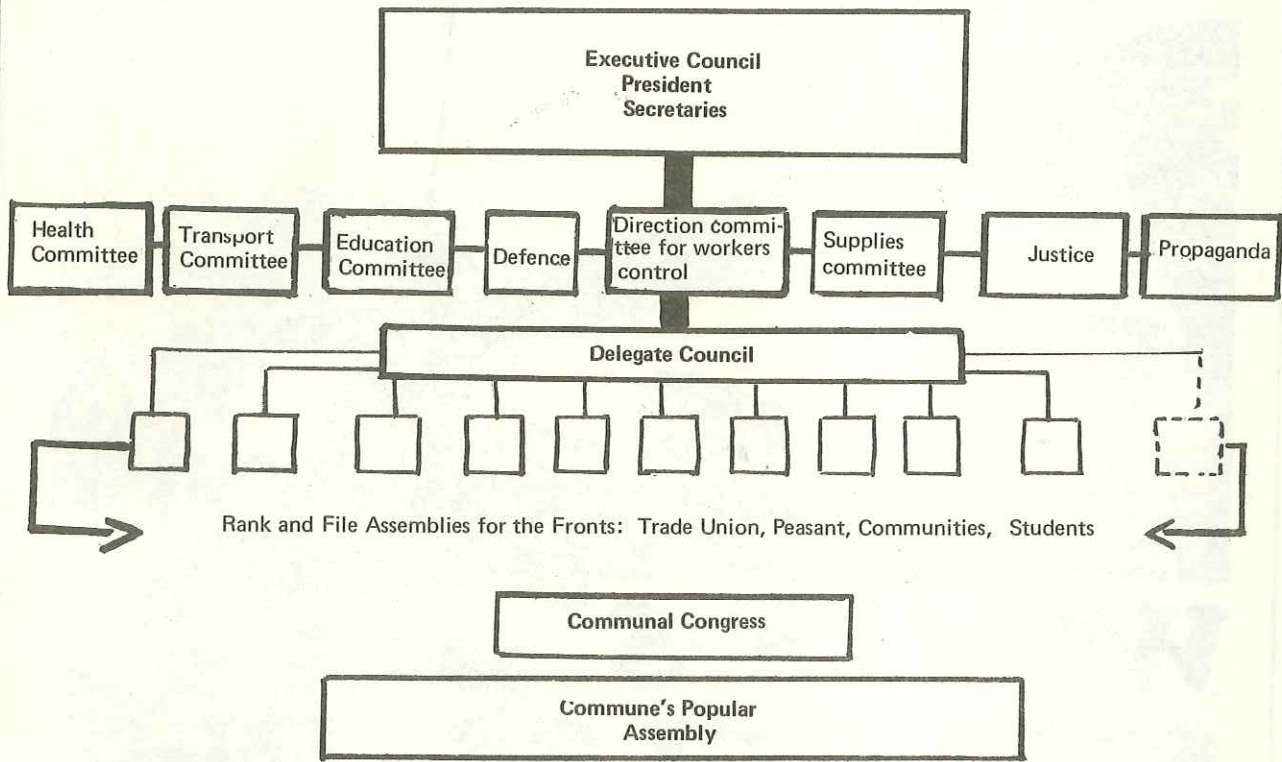 Executive Council
President
Secretaries
Health
Committee
Transport
Committee
Education
Committee
Defence
Direction commi-
ttee for workers
control
Supplies
committee
Justice
Propaganda
Delegate Council
Rank and File Assemblies for the Fronts: Trade Union, Peasant, Communities, Students
Communal Congress
Commune's Popular
Assembly